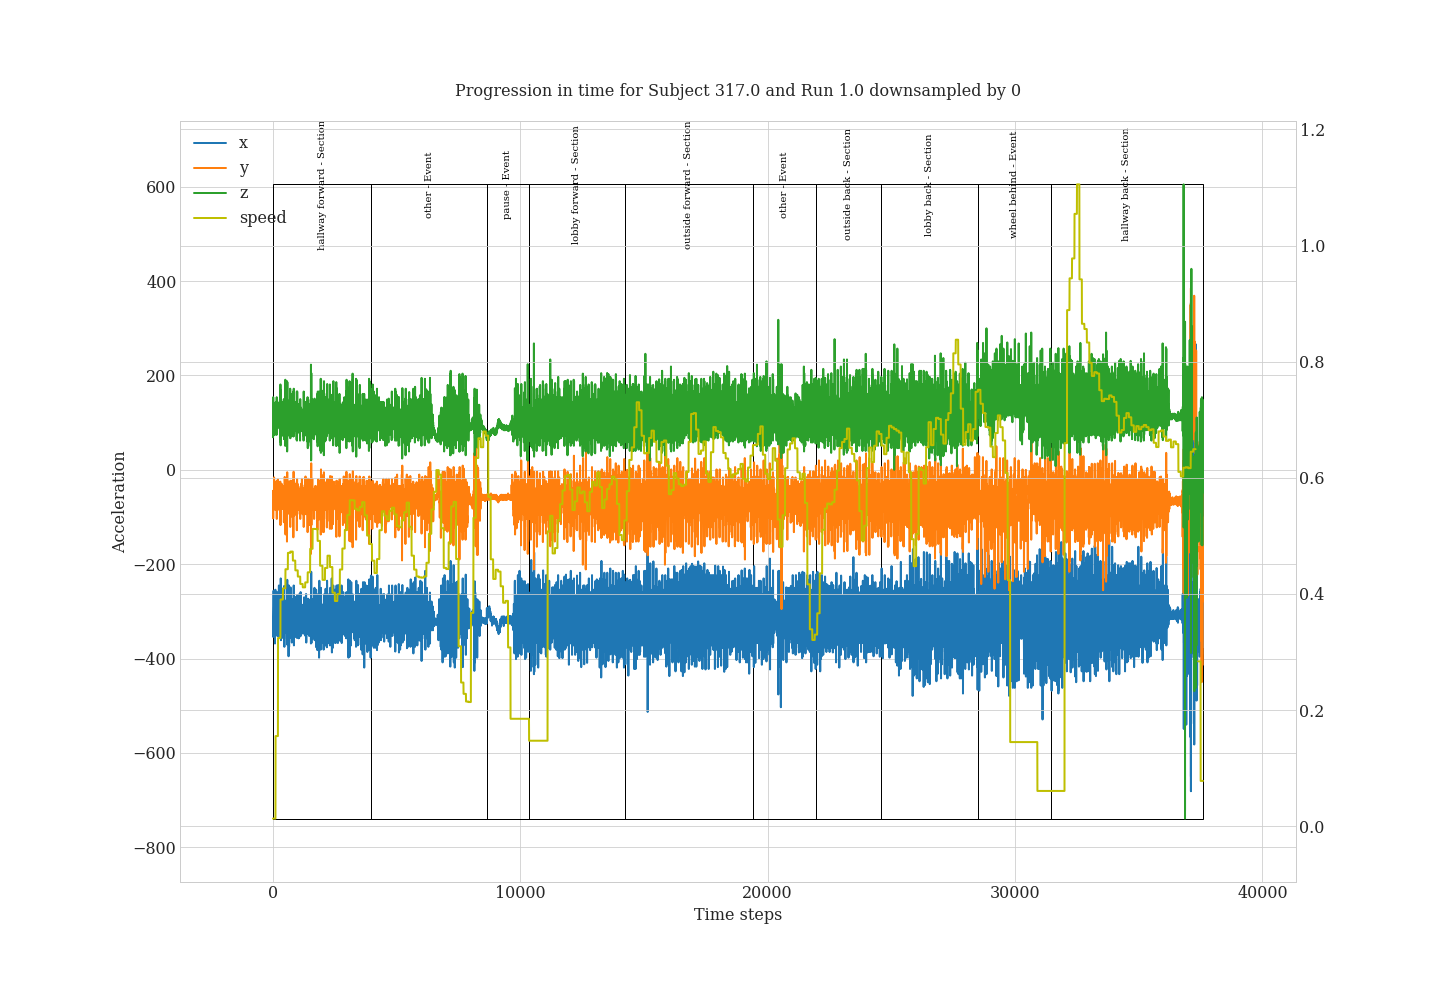 Progression in time for Subject 317.0 and Run 1.0 downsampled by 0
x
y
z
speed
hallway forward - Section
other - Event
pause - Event
lobby forward - Section
outside forward - Section
other - Event
outside back - Section
lobby back - Section
wheel behind - Event
hallway back - Section
600
400
200
0
−200
−400
−600
−800
Acceleration
1.2
1.0
0.8
0.6
0.4
0.2
0.0
0
10000
20000
30000
40000
Time steps